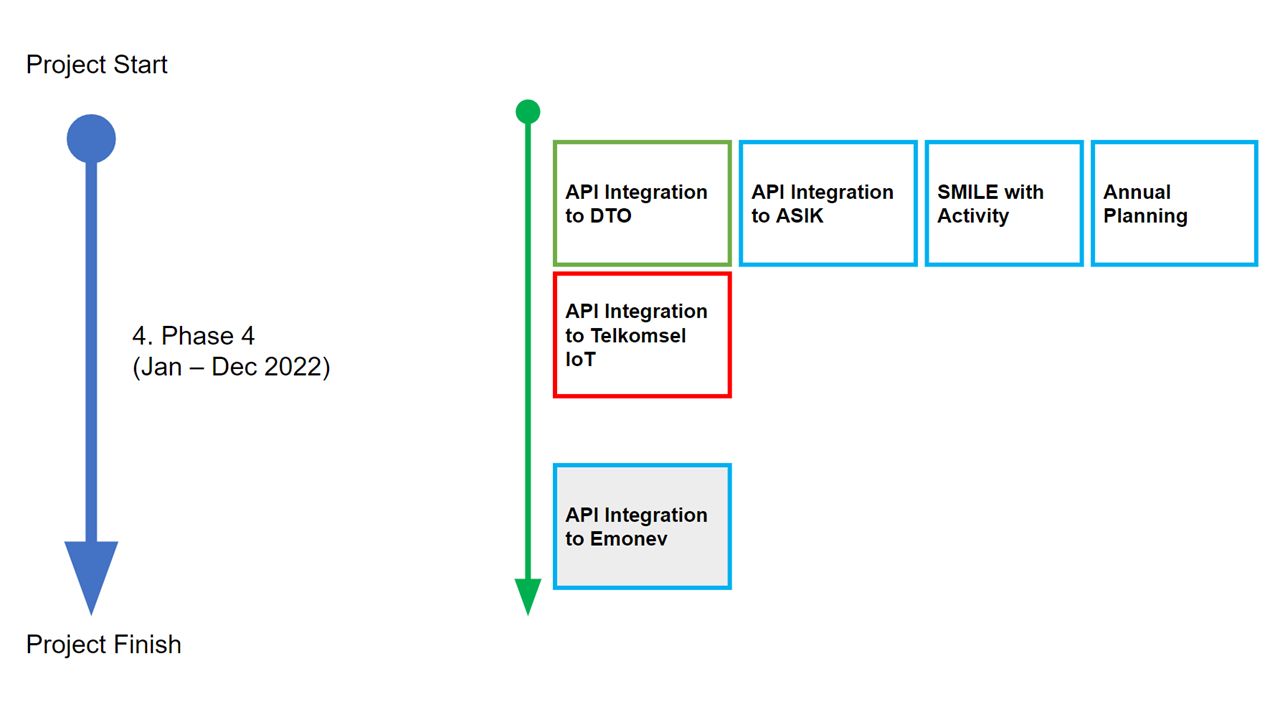 Project Start
API Integration
to DTO
API Integration
to ASIK
SMILE with
Activity
Annual
Planning
API Integration
to Telkomsel
IoT
4. Phase 4
(Jan – Dec 2022)
API Integration
to Emonev
Project Finish